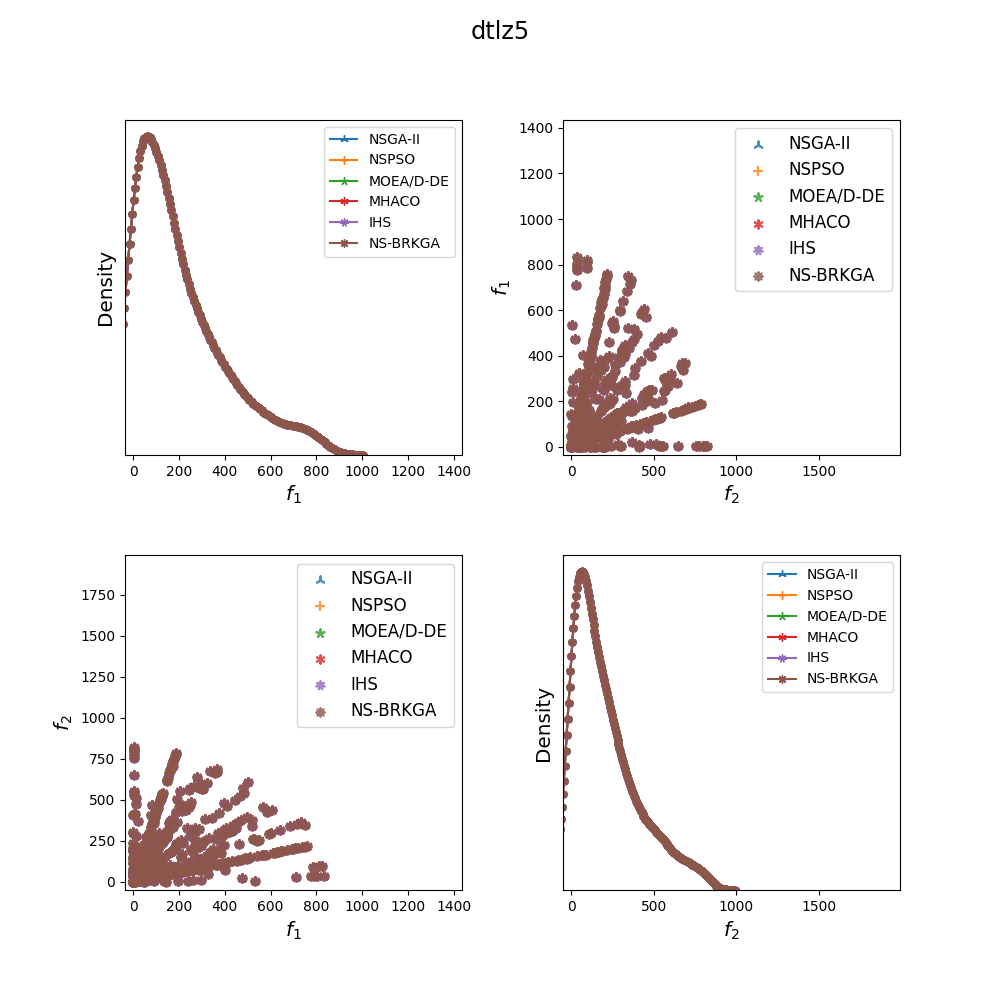 dtlz5
Density
NSGA-II
NSPSO
MOEA/D-DE
MHACO
IHS
NS-BRKGA
0 200 400 600 800 1000 1200 1400
f1
1400
1200
1000
800
600
400
200
0
f1
NSGA-II
NSPSO
MOEA/D-DE
MHACO
IHS
NS-BRKGA
0 500 1000 1500
f2
1750
1500
1250
1000
750
500
250
0
f2
NSGA-II
NSPSO
MOEA/D-DE
MHACO
IHS
NS-BRKGA
0 200 400 600 800 1000 1200 1400
f1
Density
NSGA-II
NSPSO
MOEA/D-DE
MHACO
IHS
NS-BRKGA
0 500 1000 1500
f2